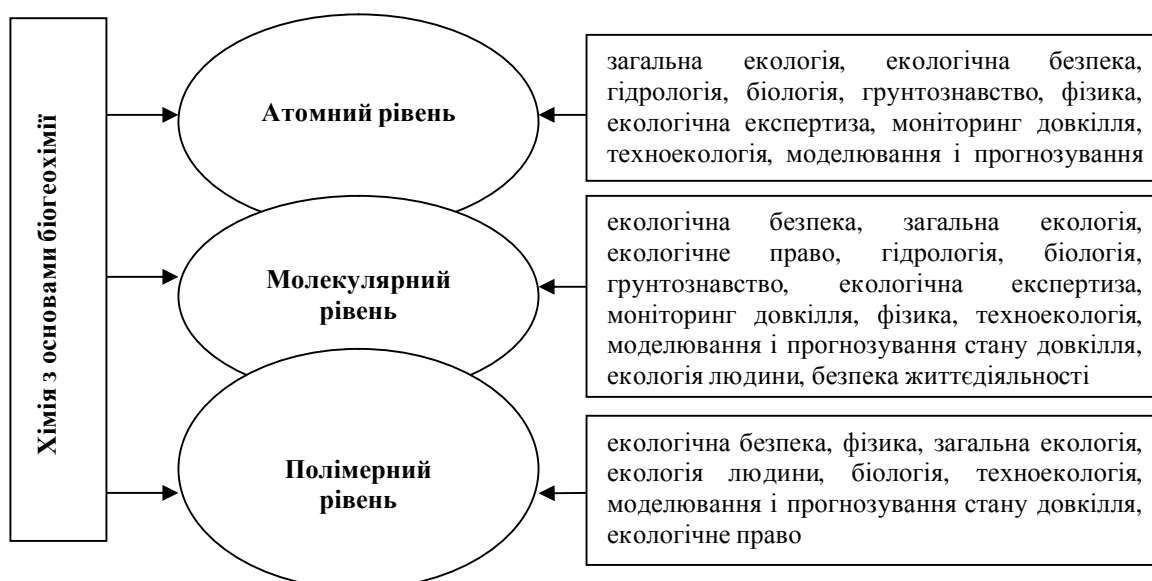 Хімія з основами біогеохімії
Атомний рівень
загальна екологія, екологічна безпека,
гідрологія, біологія, грунтознавство, фізика,
екологічна експертиза, моніторинг довкілля,
техноекологія, моделювання і прогнозування
Молекулярний
рівень
екологічна безпека, загальна екологія,
екологічне право, гідрологія, біологія,
грунтознавство, екологічна експертиза,
моніторинг довкілля, фізика, техноекологія,
моделювання і прогнозування стану довкілля,
екологія людини, безпека життєдіяльності
Полімерний
рівень
екологічна безпека, фізика, загальна екологія,
екологія людини, біологія, техноекологія,
моделювання і прогнозування стану довкілля,
екологічне право